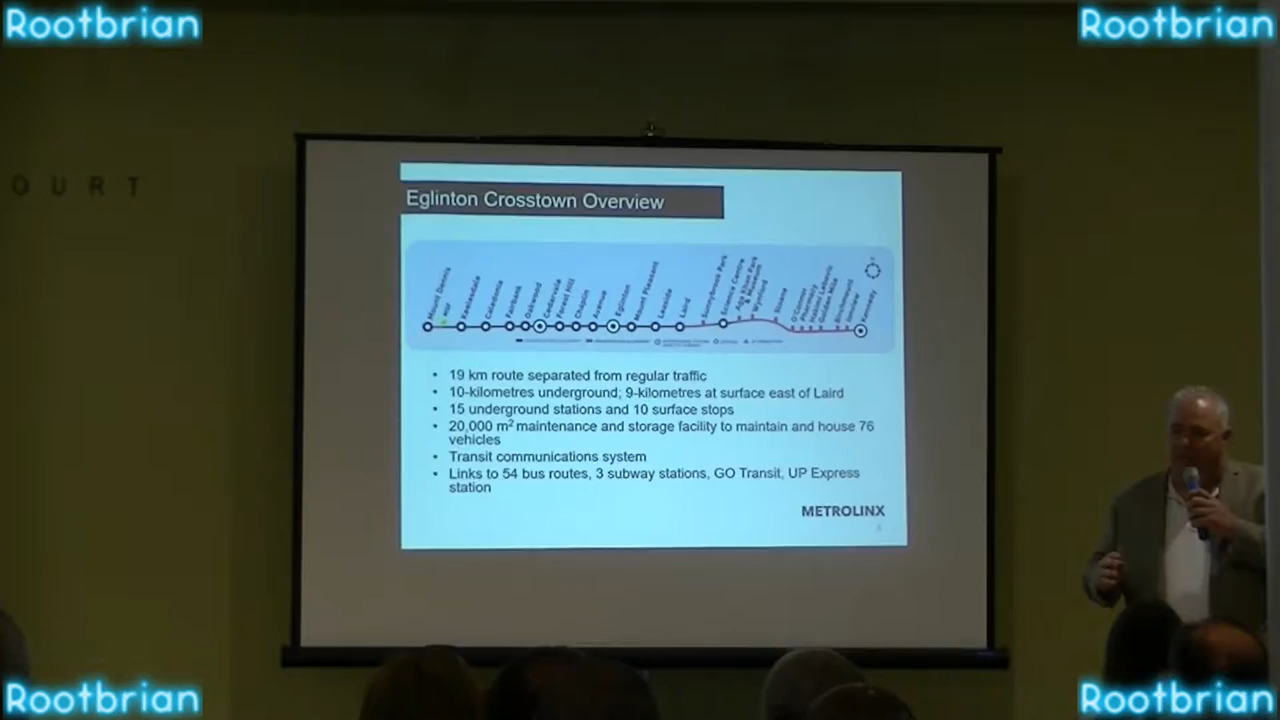 Rootbrian
Rootbrian
OURT
Eglinton Crosstown Overview
Mount Dennis
Keelesdale
Caledonia
Fairbank
Oakwood
Cedarvale
Forest Hill
Chaplin
Avenue
Eglinton
Mount Pleasant
Leaside
Laird
Sunnybrook Park
Science Centre
Aga Khan Park
& Museum
Wynford
Sloane
O'Connor
Pharmacy
Hakimi Lebovic
Golden Mile
Birchmount
Ionview
Kennedy
• 19 km route separated from regular traffic
• 10-kilometres underground; 9-kilometres at surface east of Laird
• 15 underground stations and 10 surface stops
• 20,000 m² maintenance and storage facility to maintain and house 76
vehicles
• Transit communications system
• Links to 54 bus routes, 3 subway stations, GO Transit, UP Express
station
METROLINX
Rootbrian
Rootbrian